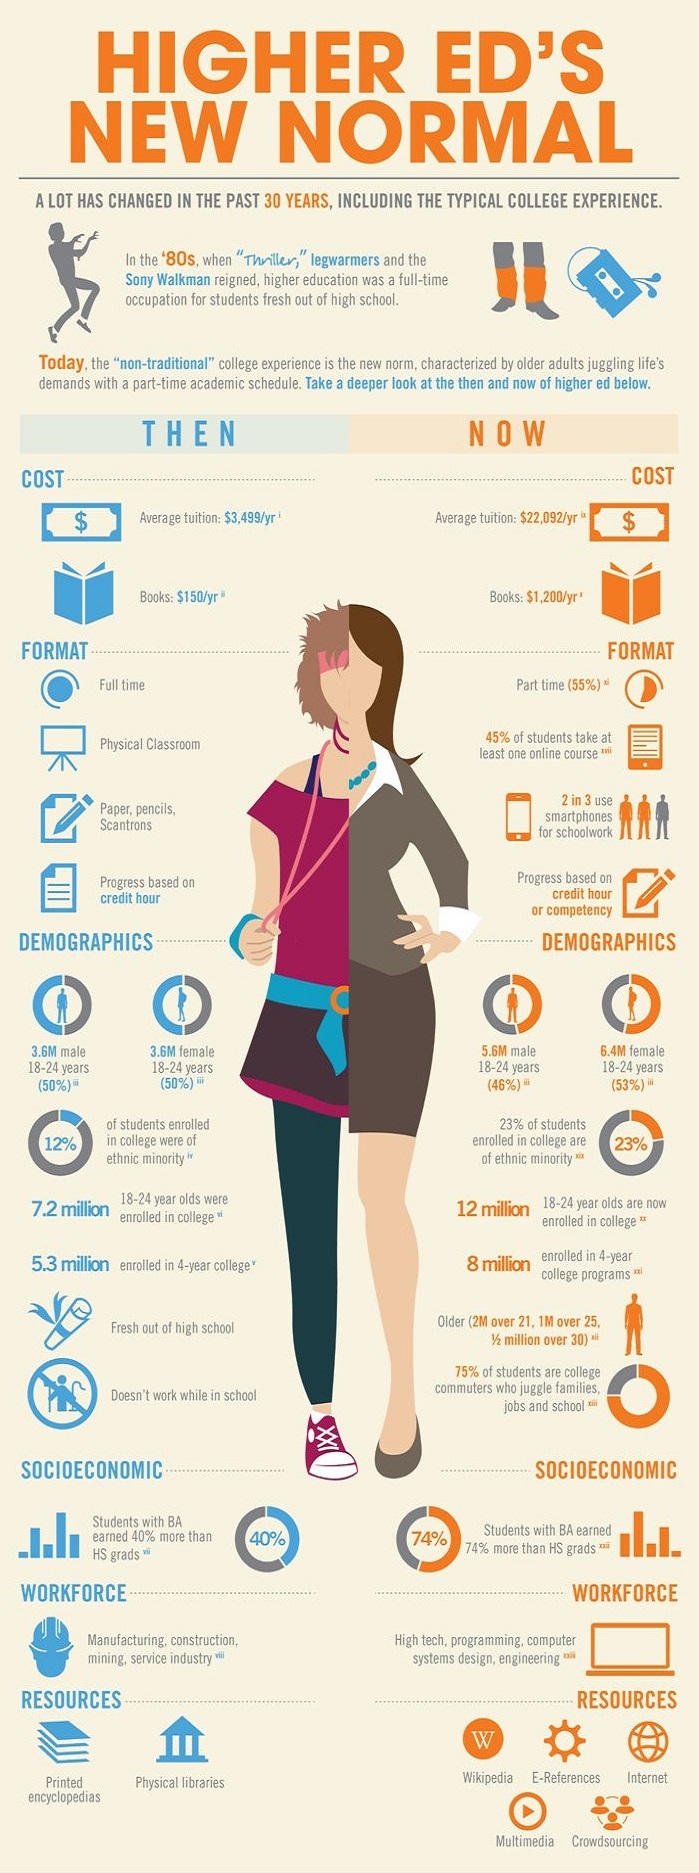 HIGHER ED'S
NEW NORMAL
A LOT HAS CHANGED IN THE PAST 30 YEARS, INCLUDING THE TYPICAL COLLEGE EXPERIENCE.
In the '80s, when "Thriller," legwarmers and the
Sony Walkman reigned, higher education was a full-time
occupation for students fresh out of high school.
Today, the "non-traditional" college experience is the new norm, characterized by older adults juggling life's
demands with a part-time academic schedule. Take a deeper look at the then and now of higher ed below.
THEN
NOW
COST
COST
$
Average tuition: $3,499/yr i
Average tuition: $22,092/yr ix
$
Books: $150/yr ii
Books: $1,200/yr x
FORMAT
FORMAT
Full time
Part time (55%) xi
Physical Classroom
45% of students take at
least one online course xvii
Paper, pencils,
Scantrons
2 in 3 use
smartphones
for schoolwork
Progress based on
credit hour
Progress based on
credit hour
or competency
DEMOGRAPHICS
DEMOGRAPHICS
3.6M male
18-24 years
(50%) iii
3.6M female
18-24 years
(50%) iii
5.6M male
18-24 years
(46%) iii
6.4M female
18-24 years
(53%) iii
12%
of students enrolled
in college were of
ethnic minority iv
23% of students
enrolled in college are
of ethnic minority xix
23%
7.2 million
18-24 year olds were
enrolled in college vi
12 million
18-24 year olds are now
enrolled in college xx
5.3 million
enrolled in 4-year college v
8 million
enrolled in 4-year
college programs xxi
Fresh out of high school
Older (2M over 21, 1M over 25,
½ million over 30) xii
Doesn't work while in school
75% of students are college
commuters who juggle families,
jobs and school xiii
SOCIOECONOMIC
SOCIOECONOMIC
Students with BA
earned 40% more than
HS grads vii
40%
74%
Students with BA earned
74% more than HS grads xxii
WORKFORCE
WORKFORCE
Manufacturing, construction,
mining, service industry viii
High tech, programming, computer
systems design, engineering xxiii
RESOURCES
RESOURCES
Printed
encyclopedias
Physical libraries
W
Wikipedia
E-References
Internet
Multimedia
Crowdsourcing